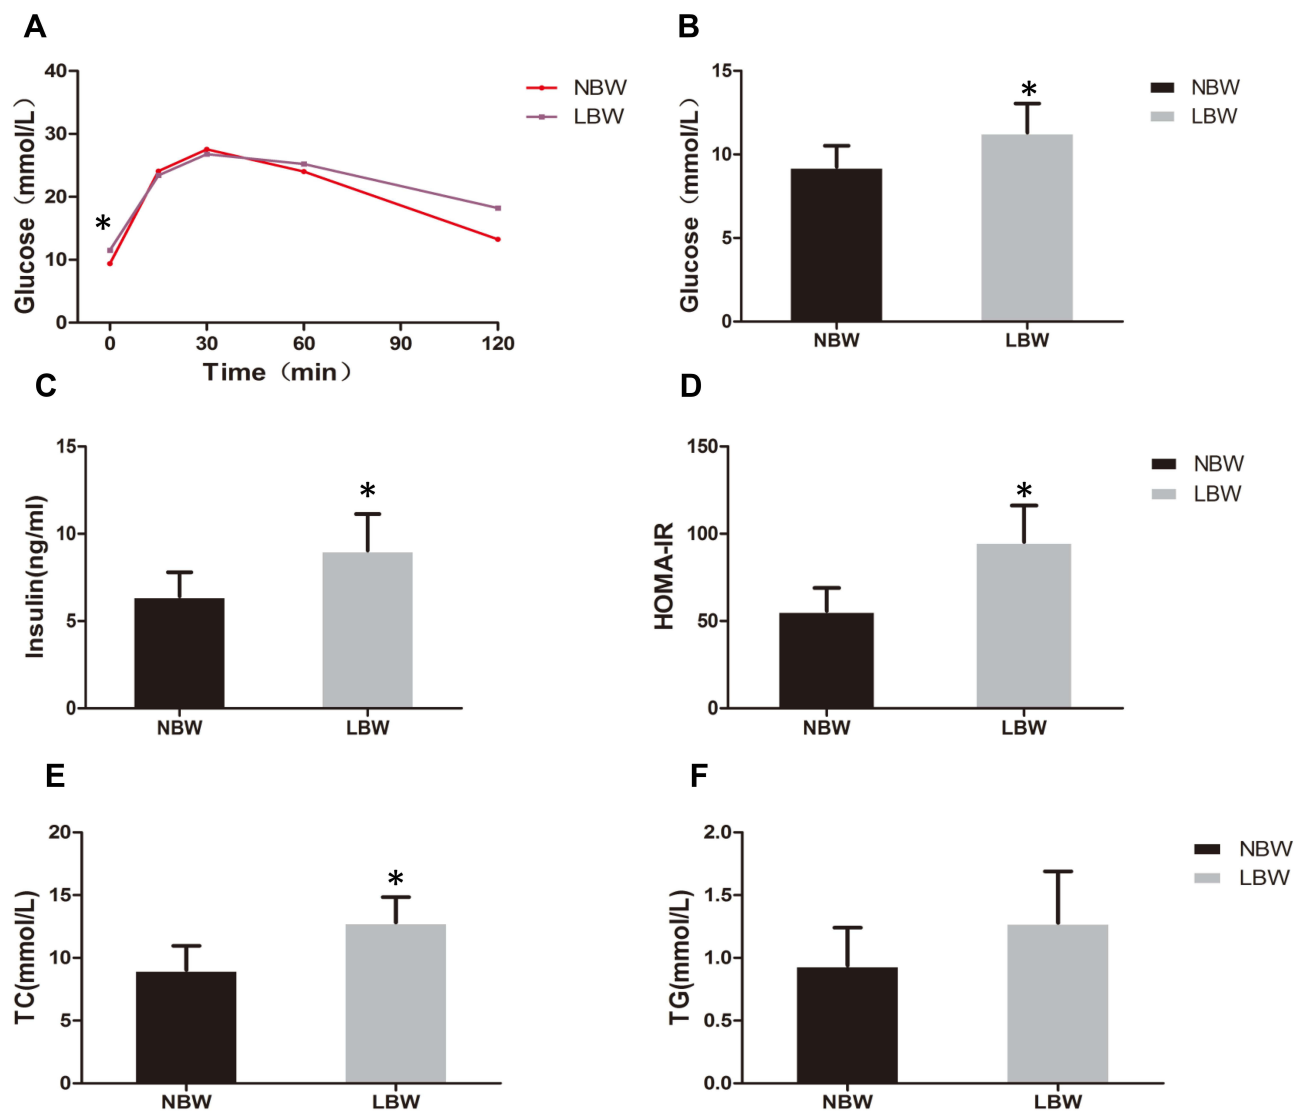 A
40
30
20
10
0
Glucose（mmol/L）
*
0 30 60 90 120
Time（min）
NBW
LBW
B
15
10
5
0
Glucose（mmol/L）
*
NBW LBW
NBW
LBW
C
15
10
5
0
Insulin(ng/ml)
*
NBW LBW
D
150
100
50
0
HOMA-IR
*
NBW LBW
NBW
LBW
E
20
15
10
5
0
TC(mmol/L)
*
NBW LBW
F
2.0
1.5
1.0
0.5
0.0
TG(mmol/L)
NBW LBW
NBW
LBW